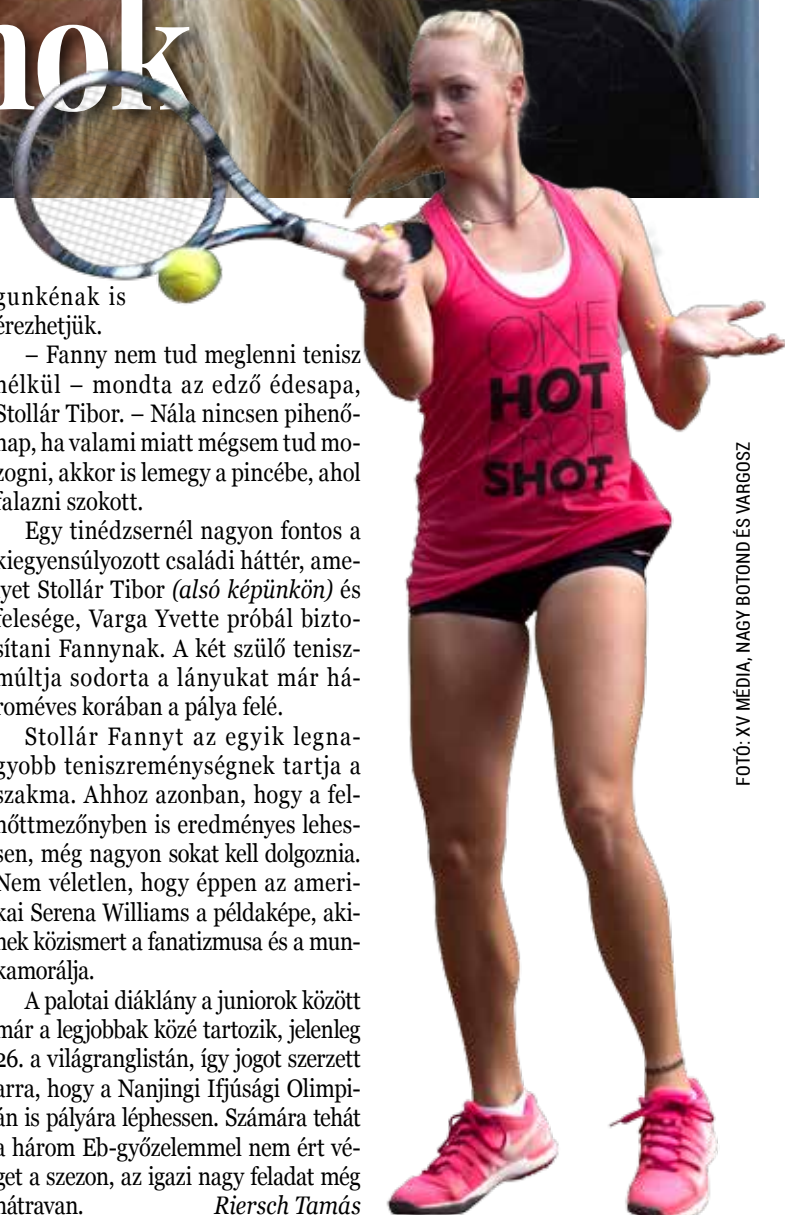 nok
gunkénak is
érezhetjük.
– Fanny nem tud meglenni tenisz
nélkül – mondta az edző édesapa,
Stollár Tibor. – Nála nincsen pihenő-
nap, ha valami miatt mégsem tud mo-
zogni, akkor is lemegy a pincébe, ahol
falazni szokott.
Egy tinédzsernél nagyon fontos a
kiegyensúlyozott családi háttér, ame-
lyet Stollár Tibor (alsó képünkön) és
felesége, Varga Yvette próbál bizto-
sítani Fannynak. A két szülő tenisz-
múltja sodorta a lányukat már há-
roméves korában a pálya felé.
Stollár Fannyt az egyik legna-
gyobb teniszreménységnek tartja a
szakma. Ahhoz azonban, hogy a fel-
nőttmezőnyben is eredményes lehes-
sen, még nagyon sokat kell dolgoznia.
Nem véletlen, hogy éppen az ameri-
kai Serena Williams a példaképe, aki-
nek közismert a fanatizmusa és a mun-
kamorálja.
A palotai diáklány a juniorok között
már a legjobbak közé tartozik, jelenleg
26. a világranglistán, így jogot szerzett
arra, hogy a Nanjingi Ifjúsági Olimpi-
án is pályára léphessen. Számára tehát
a három Eb-győzelemmel nem ért vé-
get a szezon, az igazi nagy feladat még
hátravan. Riersch Tamás
ONE
HOT
DROP
SHOT
FOTÓ: XV MÉDIA, NAGY BOTOND ÉS VARGOSZ